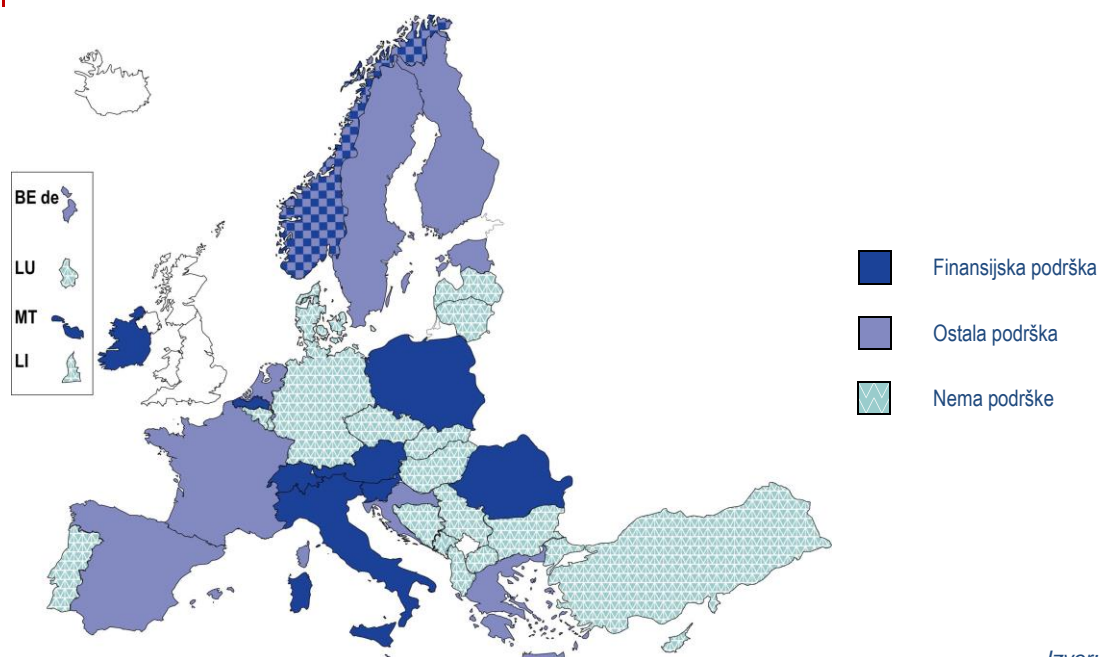 BE de
LU
MT
LI
Finansijska podrška
Ostala podrška
Nema podrške